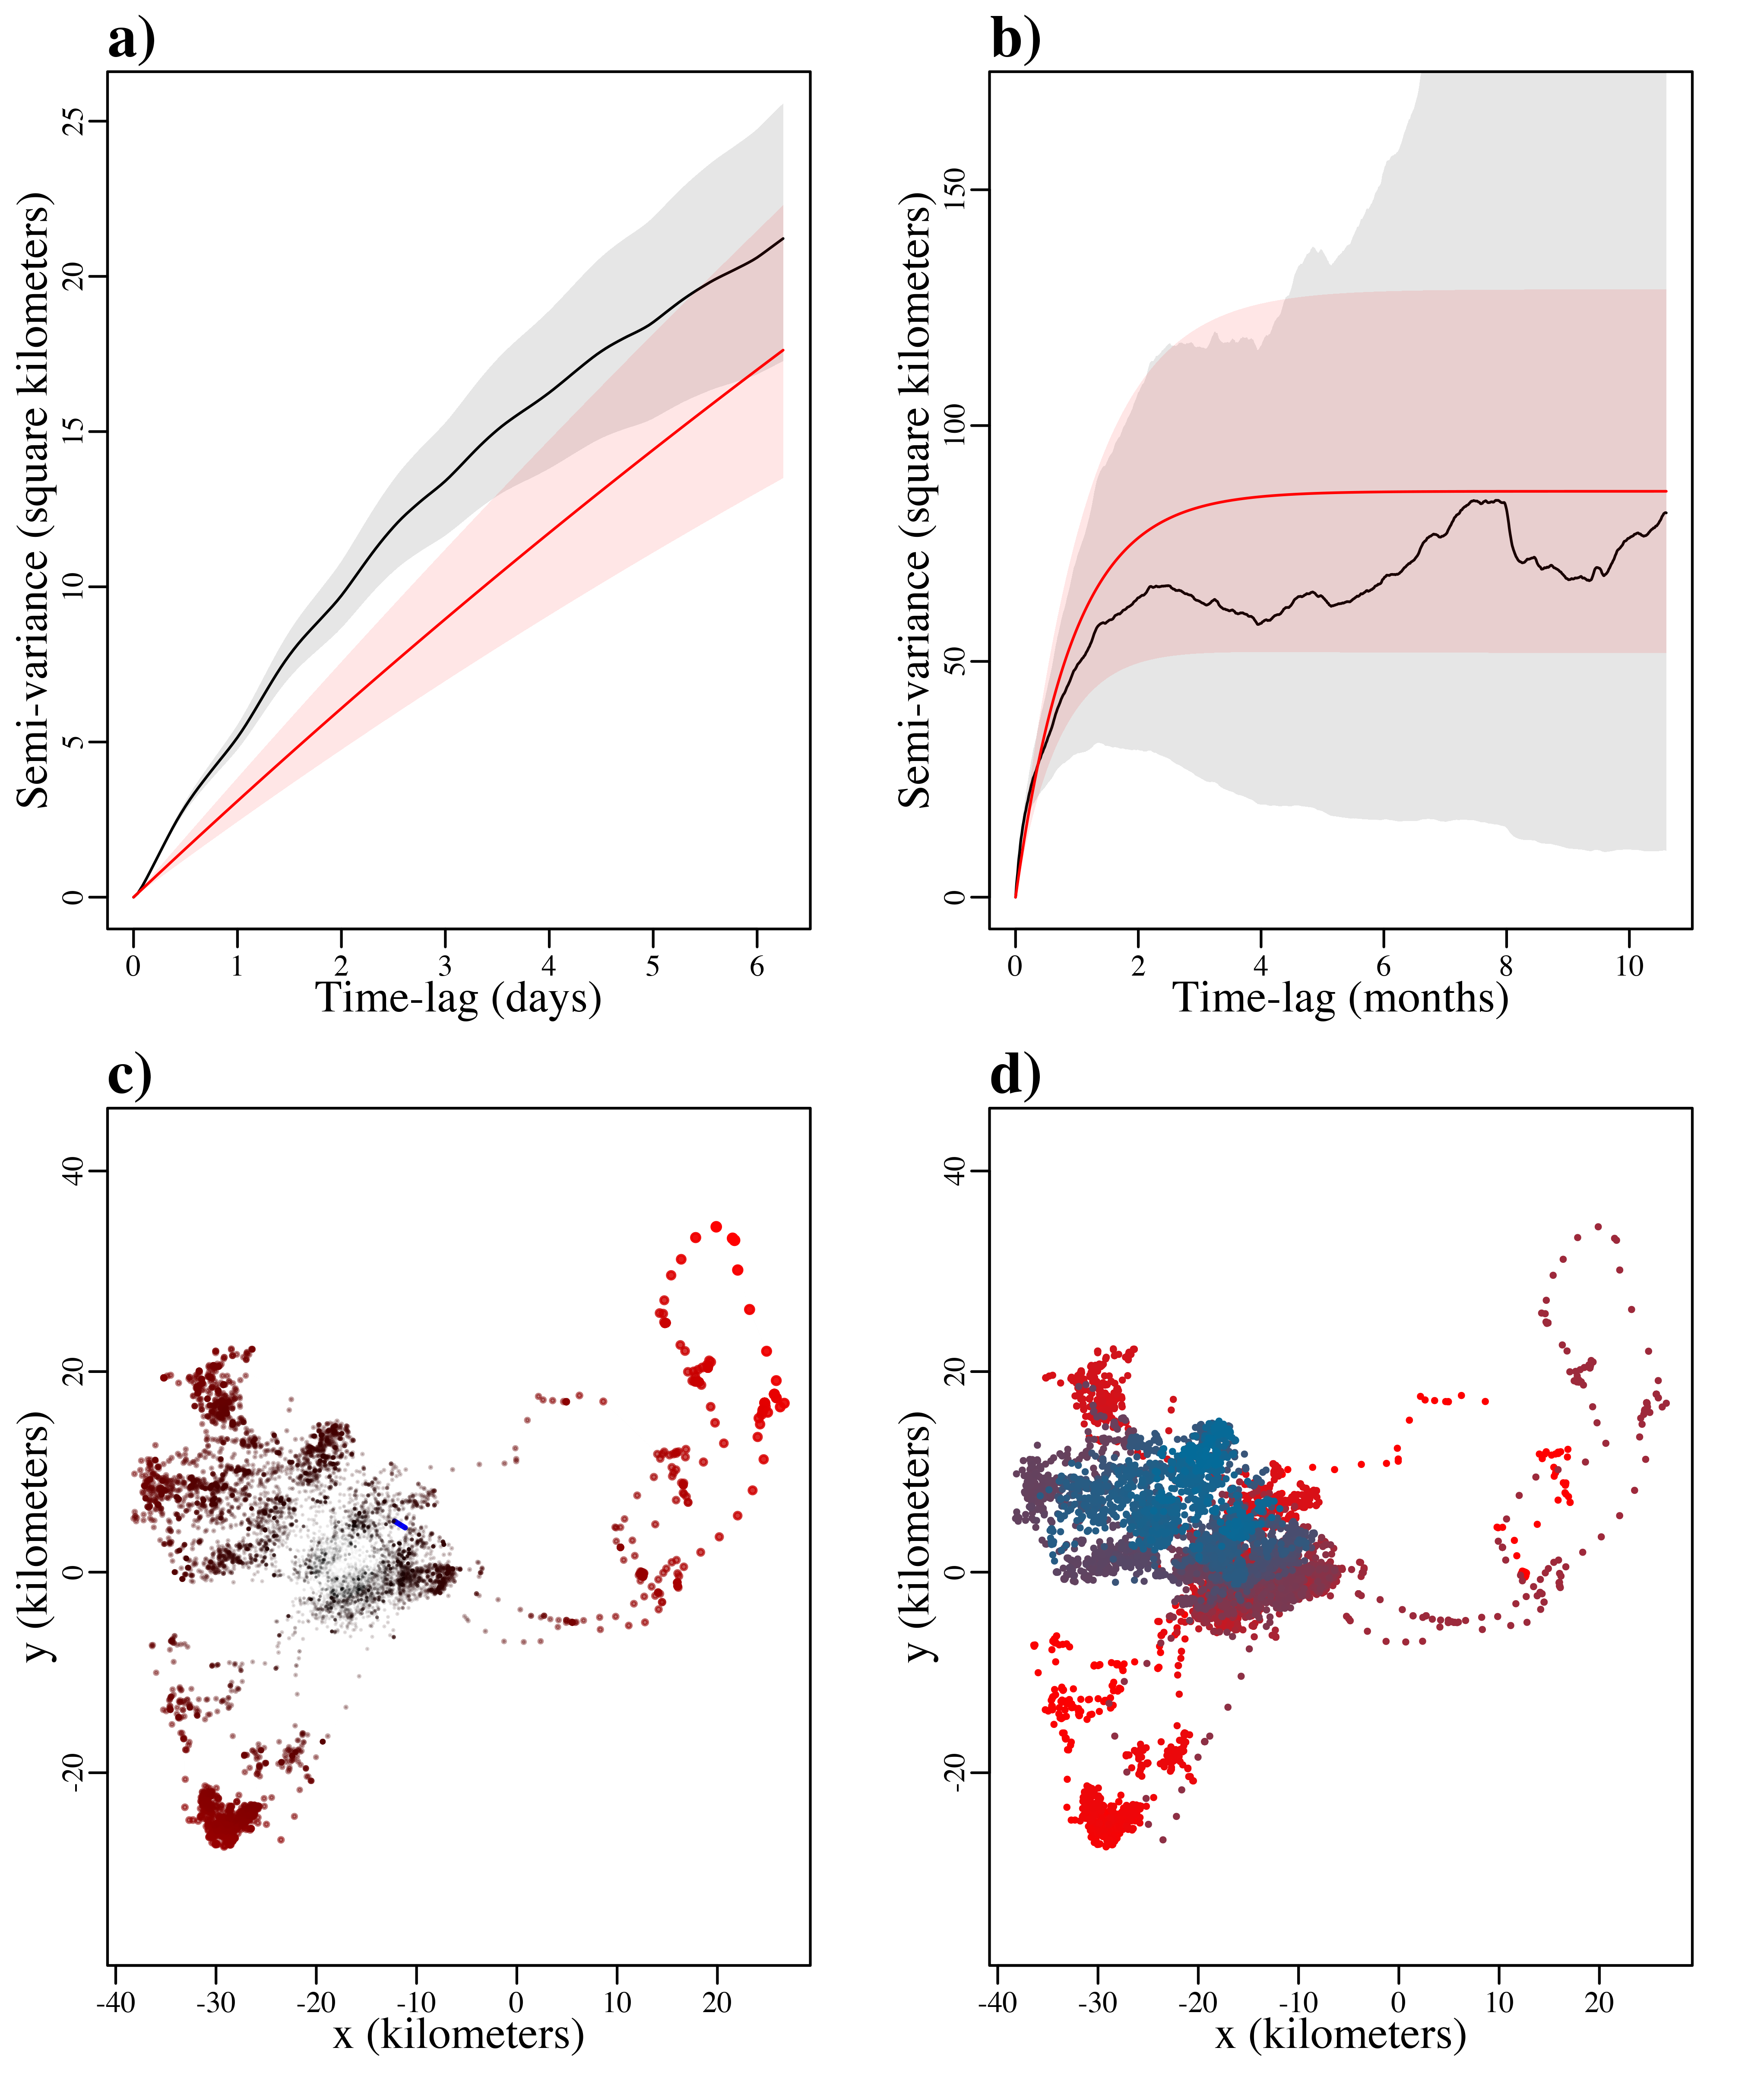 a)
Semi-variance (square kilometers)
25
20
15
10
5
0
0 1 2 3 4 5 6
Time-lag (days)
b)
Semi-variance (square kilometers)
150
100
50
0
0 2 4 6 8 10
Time-lag (months)
c)
y (kilometers)
40
20
0
-20
-40 -30 -20 -10 0 10 20
x (kilometers)
d)
y (kilometers)
40
20
0
-20
-40 -30 -20 -10 0 10 20
x (kilometers)